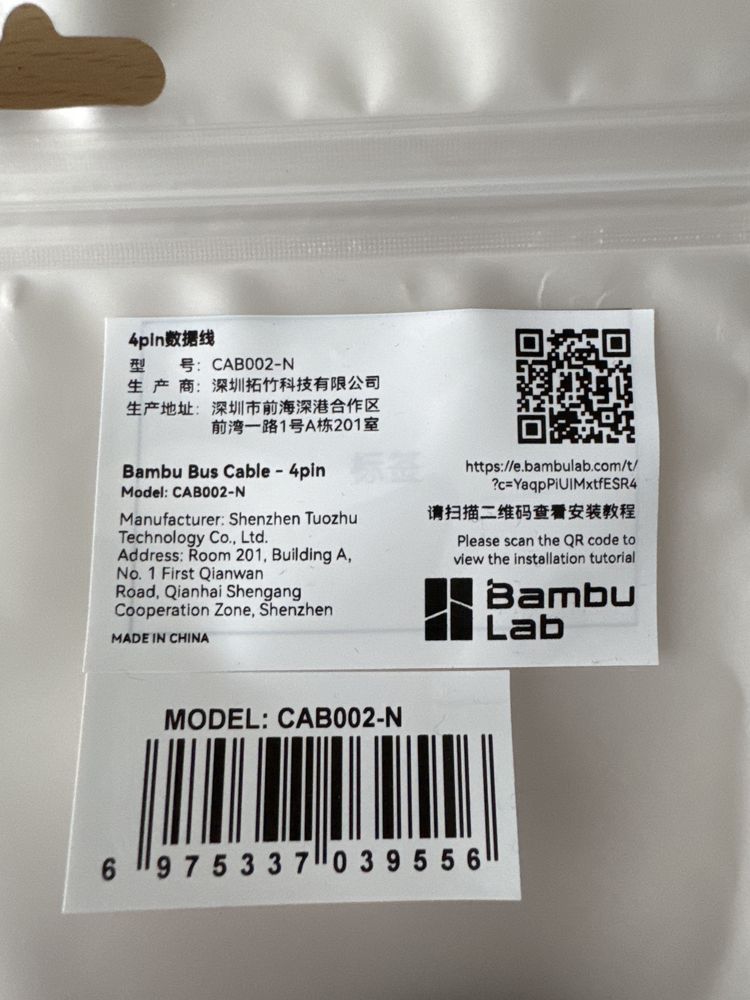 4pin数据线
型 号: CAB002-N
生 产 商: 深圳拓竹科技有限公司
生产地址: 深圳市前海深港合作区
前湾一路1号A栋201室
Bambu Bus Cable - 4pin
Model: CAB002-N
Manufacturer: Shenzhen Tuozhu
Technology Co., Ltd.
Address: Room 201, Building A,
No. 1 First Qianwan
Road, Qianhai Shengang
Cooperation Zone, Shenzhen
MADE IN CHINA
https://e.bambulab.com/t/
?c=YaqpPiUIMxtfESR4
请扫描二维码查看安装教程
Please scan the QR code to
view the installation tutorial
Bambu
Lab
标签
MODEL: CAB002-N
6 975337 039556